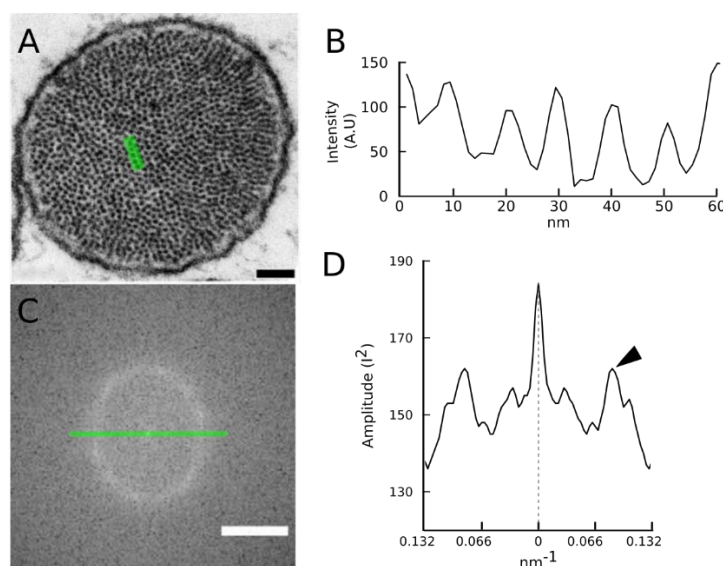 A
B
150
100
50
0
Intensity
(A.U)
0 10 20 30 40 50 60
nm
C
D
190
170
150
130
Amplitude (I²)
0.132 0.066 0 0.066 0.132
nm⁻¹